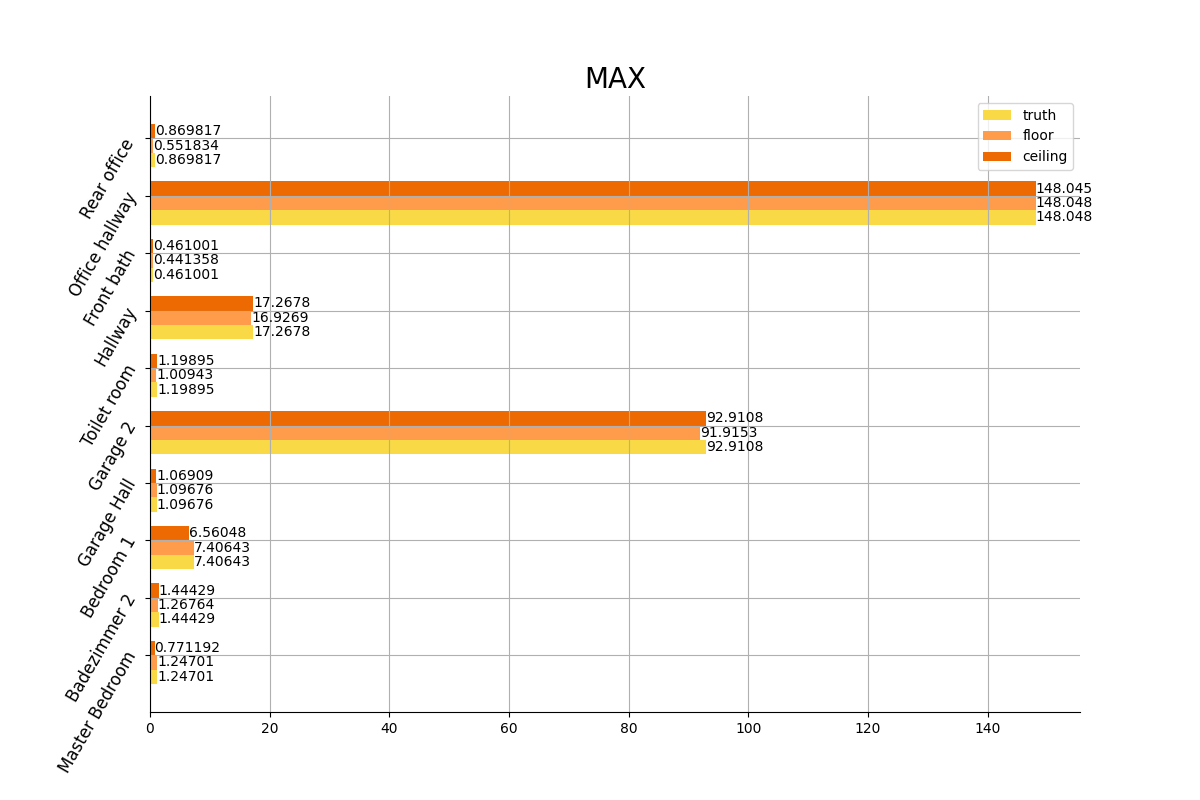 MAX
truth
floor
ceiling
Rear office
0.869817
0.551834
0.869817
Office hallway
148.045
148.048
148.048
Front bath
0.461001
0.441358
0.461001
Hallway
17.2678
16.9269
17.2678
Toilet room
1.19895
1.00943
1.19895
Garage 2
92.9108
91.9153
92.9108
Garage Hall
1.06909
1.09676
1.09676
Bedroom 1
6.56048
7.40643
7.40643
Badezimmer 2
1.44429
1.26764
1.44429
Master Bedroom
0.771192
1.24701
1.24701
0 20 40 60 80 100 120 140